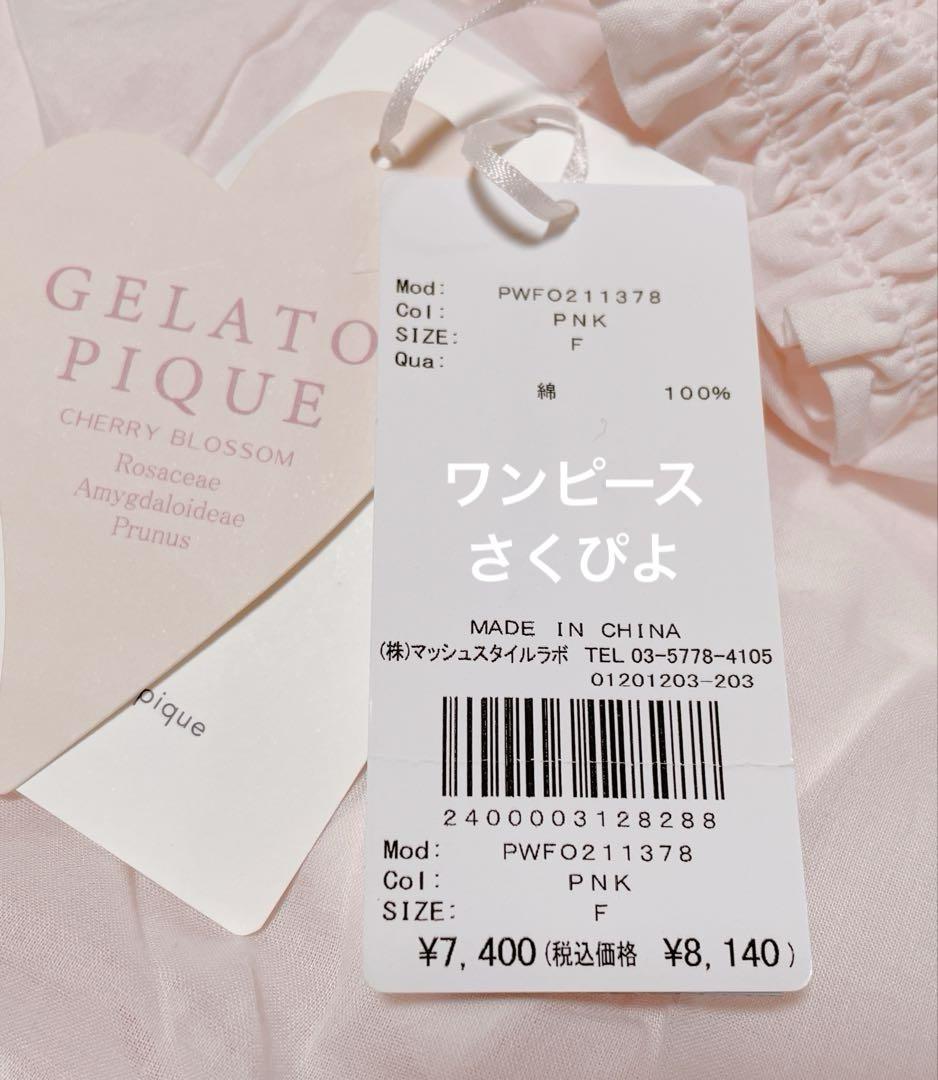 GELATO
PIQUE
CHERRY BLOSSOM
Rosaceae
Amygdaloideae
Prunus
pique
Mod: PWFO211378
Col: PNK
SIZE: F
Qua:
綿 100%
ワンピース
さくぴよ
MADE IN CHINA
(株)マッシュスタイルラボ TEL 03-5778-4105
01201203-203
2400003128288
Mod: PWFO211378
Col: PNK
SIZE: F
¥7,400(税込価格 ¥8,140)